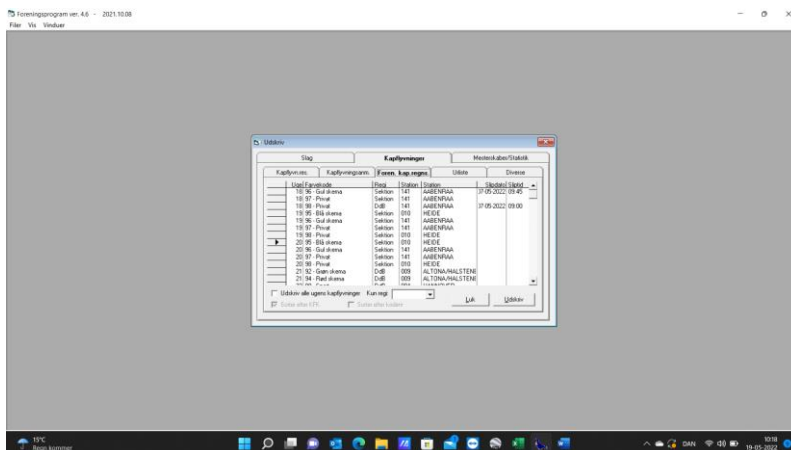 Foreningsprogram ver. 4.6 - 2021.10.08
Filer Vis Vinduer
Udskriv
Slag Kapflyvninger Mesterskaber/Statistik
Kapflyvn.res. Kapflyvningsanm. Foren. kap.regns. Udliste Diverse
Uge Farvekode Regi Station Station Slipdato Sliptid
18 96 - Gul skema Sektion 141 AABENRAA 07-05-2022 09:45
18 97 - Privat Sektion 141 AABENRAA
18 98 - Privat DdB 141 AABENRAA 07-05-2022 09:00
19 95 - Blå skema Sektion 010 HEIDE
19 96 - Gul skema Sektion 141 AABENRAA
19 97 - Privat Sektion 141 AABENRAA
19 98 - Privat Sektion 010 HEIDE
20 95 - Blå skema Sektion 010 HEIDE
20 96 - Gul skema Sektion 141 AABENRAA
20 97 - Privat Sektion 141 AABENRAA
20 98 - Privat Sektion 010 HEIDE
21 92 - Grøn skema DdB 009 ALTONA/HALSTENE
21 94 - Rød skema DdB 009 ALTONA/HALSTENE
Udskriv alle ugens kapflyvninger Kun regi:
Luk Udskriv
Sorter efter KFK Sorter efter
15°C
Regn kommer
DAN
10:18
19-05-2022